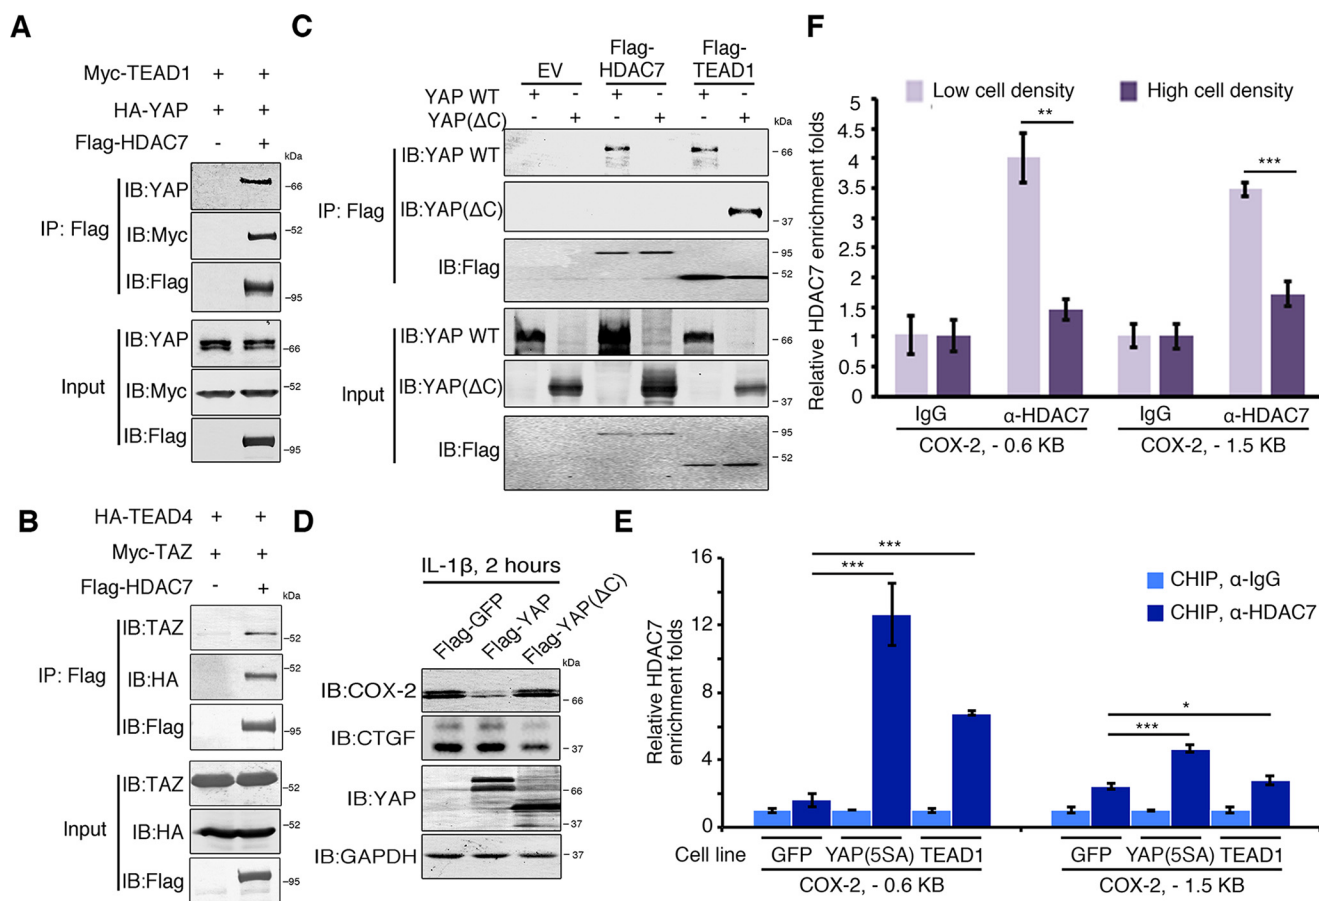 A
Myc-TEAD1 + +
HA-YAP + +
Flag-HDAC7 - +
kDa
IP: Flag
IB:YAP
66
IB:Myc
52
IB:Flag
95
Input
IB:YAP
66
IB:Myc
52
IB:Flag
95
B
HA-TEAD4 + +
Myc-TAZ + +
Flag-HDAC7 - +
kDa
IP: Flag
IB:TAZ
52
IB:HA
52
IB:Flag
95
Input
IB:TAZ
52
IB:HA
52
IB:Flag
95
C
EV
Flag-
HDAC7
Flag-
TEAD1
YAP WT + - + - + -
YAP(ΔC) - + - + - +
kDa
IP: Flag
IB:YAP WT
66
IB:YAP(ΔC)
37
IB:Flag
95
52
Input
IB:YAP WT
66
IB:YAP(ΔC)
37
IB:Flag
95
52
D
IL-1β, 2 hours
Flag-GFP
Flag-YAP
Flag-YAP(ΔC)
kDa
IB:COX-2
66
IB:CTGF
37
IB:YAP
66
37
IB:GAPDH
37
F
Low cell density
High cell density
Relative HDAC7 enrichment folds
5
4.5
4
3.5
3
2.5
2
1.5
1
0.5
0
**
***
IgG α-HDAC7 IgG α-HDAC7
COX-2, - 0.6 KB COX-2, - 1.5 KB
E
Relative HDAC7
enrichment folds
16
12
8
4
0
***
***
*
***
CHIP, α-IgG
CHIP, α-HDAC7
Cell line GFP YAP(5SA) TEAD1 GFP YAP(5SA) TEAD1
COX-2, - 0.6 KB COX-2, - 1.5 KB